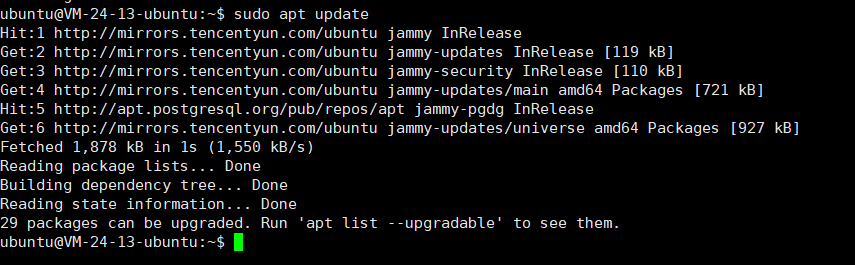 ubuntu@VM-24-13-ubuntu:~$ sudo apt update
Hit:1 http://mirrors.tencentyun.com/ubuntu jammy InRelease
Get:2 http://mirrors.tencentyun.com/ubuntu jammy-updates InRelease [119 kB]
Get:3 http://mirrors.tencentyun.com/ubuntu jammy-security InRelease [110 kB]
Get:4 http://mirrors.tencentyun.com/ubuntu jammy-updates/main amd64 Packages [721 kB]
Hit:5 http://apt.postgresql.org/pub/repos/apt jammy-pgdg InRelease
Get:6 http://mirrors.tencentyun.com/ubuntu jammy-updates/universe amd64 Packages [927 kB]
Fetched 1,878 kB in 1s (1,550 kB/s)
Reading package lists... Done
Building dependency tree... Done
Reading state information... Done
29 packages can be upgraded. Run 'apt list --upgradable' to see them.
ubuntu@VM-24-13-ubuntu:~$